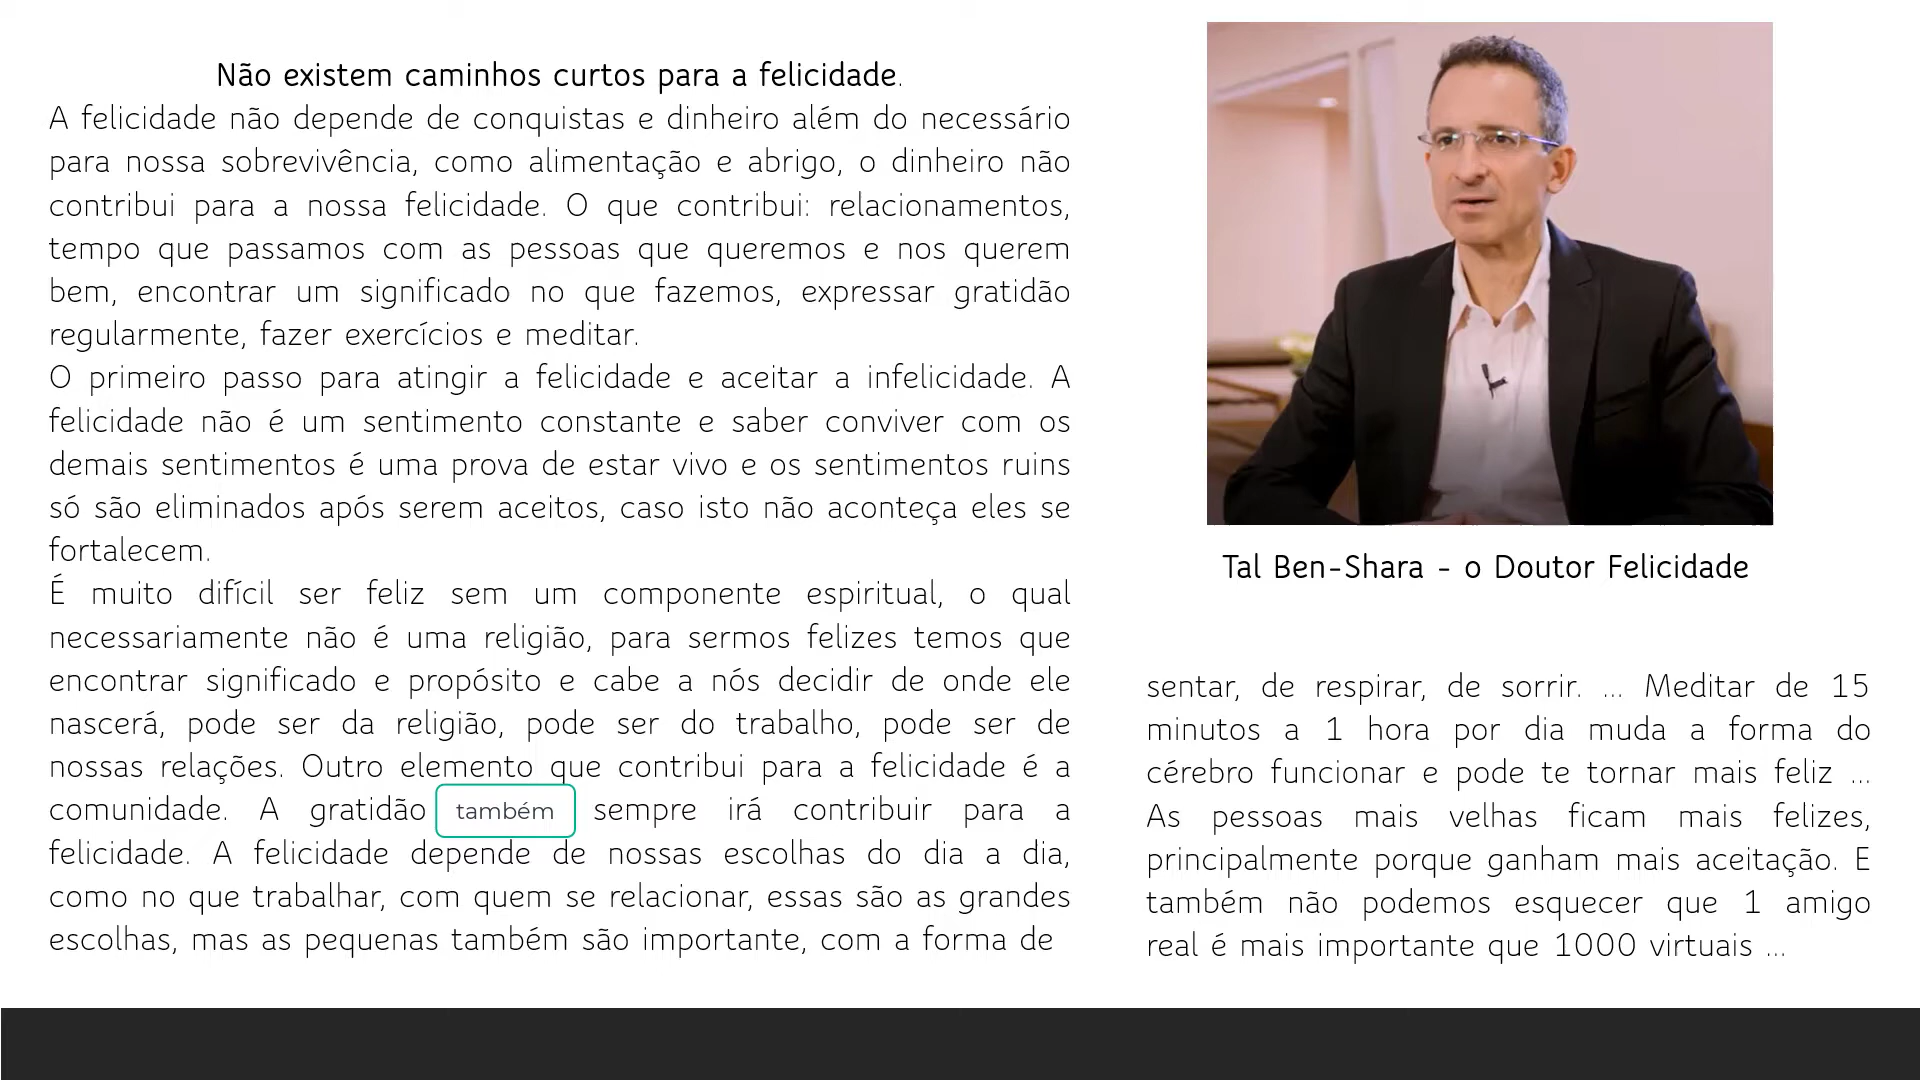 Não existem caminhos curtos para a felicidade.
A felicidade não depende de conquistas e dinheiro além do necessário
para nossa sobrevivência, como alimentação e abrigo, o dinheiro não
contribui para a nossa felicidade. O que contribui: relacionamentos,
tempo que passamos com as pessoas que queremos e nos querem
bem, encontrar um significado no que fazemos, expressar gratidão
regularmente, fazer exercícios e meditar.
O primeiro passo para atingir a felicidade e aceitar a infelicidade. A
felicidade não é um sentimento constante e saber conviver com os
demais sentimentos é uma prova de estar vivo e os sentimentos ruins
só são eliminados após serem aceitos, caso isto não aconteça eles se
fortalecem.
É muito difícil ser feliz sem um componente espiritual, o qual
necessariamente não é uma religião, para sermos felizes temos que
encontrar significado e propósito e cabe a nós decidir de onde ele
nascerá, pode ser da religião, pode ser do trabalho, pode ser de
nossas relações. Outro elemento que contribui para a felicidade é a
comunidade. A gratidão também sempre irá contribuir para a
felicidade. A felicidade depende de nossas escolhas do dia a dia,
como no que trabalhar, com quem se relacionar, essas são as grandes
escolhas, mas as pequenas também são importante, com a forma de
Tal Ben-Shara - o Doutor Felicidade
sentar, de respirar, de sorrir. ... Meditar de 15
minutos a 1 hora por dia muda a forma do
cérebro funcionar e pode te tornar mais feliz ...
As pessoas mais velhas ficam mais felizes,
principalmente porque ganham mais aceitação. E
também não podemos esquecer que 1 amigo
real é mais importante que 1000 virtuais ...